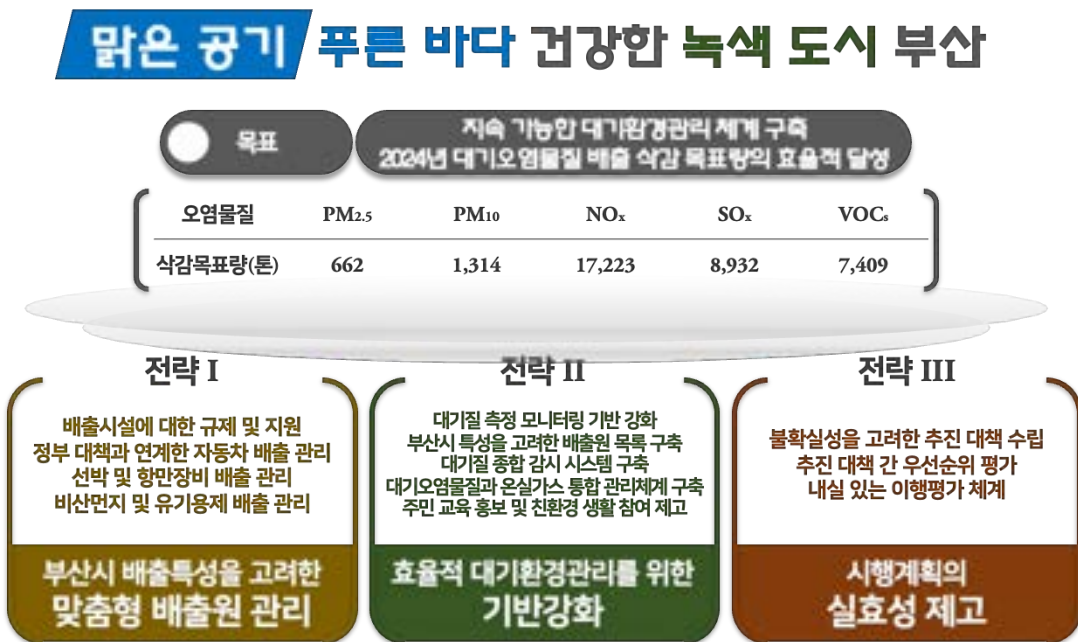 맑은 공기 푸른 바다 건강한 녹색 도시 부산
목표
지속 가능한 대기환경관리 체계 구축
2024년 대기오염물질 배출 삭감 목표량의 효율적 달성
오염물질 PM2.5 PM10 NOx SOx VOCs
삭감목표량(톤) 662 1,314 17,223 8,932 7,409
전략 I
배출시설에 대한 규제 및 지원
정부 대책과 연계한 자동차 배출 관리
선박 및 항만장비 배출 관리
비산먼지 및 유기용제 배출 관리
부산시 배출특성을 고려한
맞춤형 배출원 관리
전략 II
대기질 측정 모니터링 기반 강화
부산시 특성을 고려한 배출원 목록 구축
대기질 종합 감시 시스템 구축
대기오염물질과 온실가스 통합 관리체계 구축
주민 교육 홍보 및 친환경 생활 참여 제고
효율적 대기환경관리를 위한
기반강화
전략 III
불확실성을 고려한 추진 대책 수립
추진 대책 간 우선순위 평가
내실 있는 이행평가 체계
시행계획의
실효성 제고